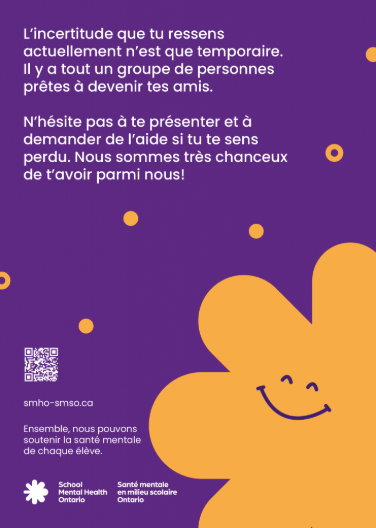 L’incertitude que tu ressens
actuellement n’est que temporaire.
Il y a tout un groupe de personnes
prêtes à devenir tes amis.
N’hésite pas à te présenter et à
demander de l’aide si tu te sens
perdu. Nous sommes très chanceux
de t’avoir parmi nous!
smho-smso.ca
Ensemble, nous pouvons
soutenir la santé mentale
de chaque élève.
School
Mental Health
Ontario
Santé mentale
en milieu scolaire
Ontario